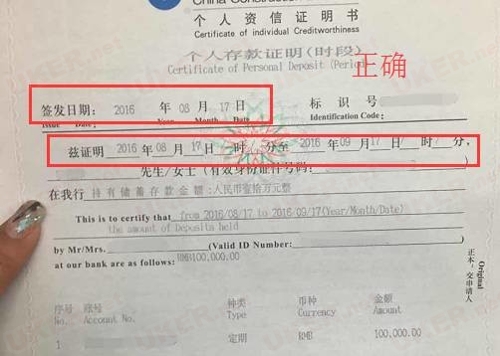 China Construction
个人资信证明书
Certificate of individual Creditworthiness
个人存款证明(时段)
Certificate of Personal Deposit (Period
正确
签发日期： 2016 年 08 月 17 日 标识号
Issue Date: Year Month Date Identification Code:
兹证明 2016 年 08 月 17 日 / 时 / 分至 2016 年 09 月 17 日 / 时 / 分，
先生/女士（有效身份证件号码：
在我行 持有储蓄存款金额：人民币壹拾万元整
This is to certify that from 2016/08/17 to 2016/09/17(Year/Month/Date)
the amount of Deposits held
by Mr/Mrs. (Valid ID Number:
at our bank are as follows: RMB100,000.00
Original
正本：交申请人
序号 账号 种类 币种 金额
No. Account No. Type Currency Amount
1 定期 100,000.00